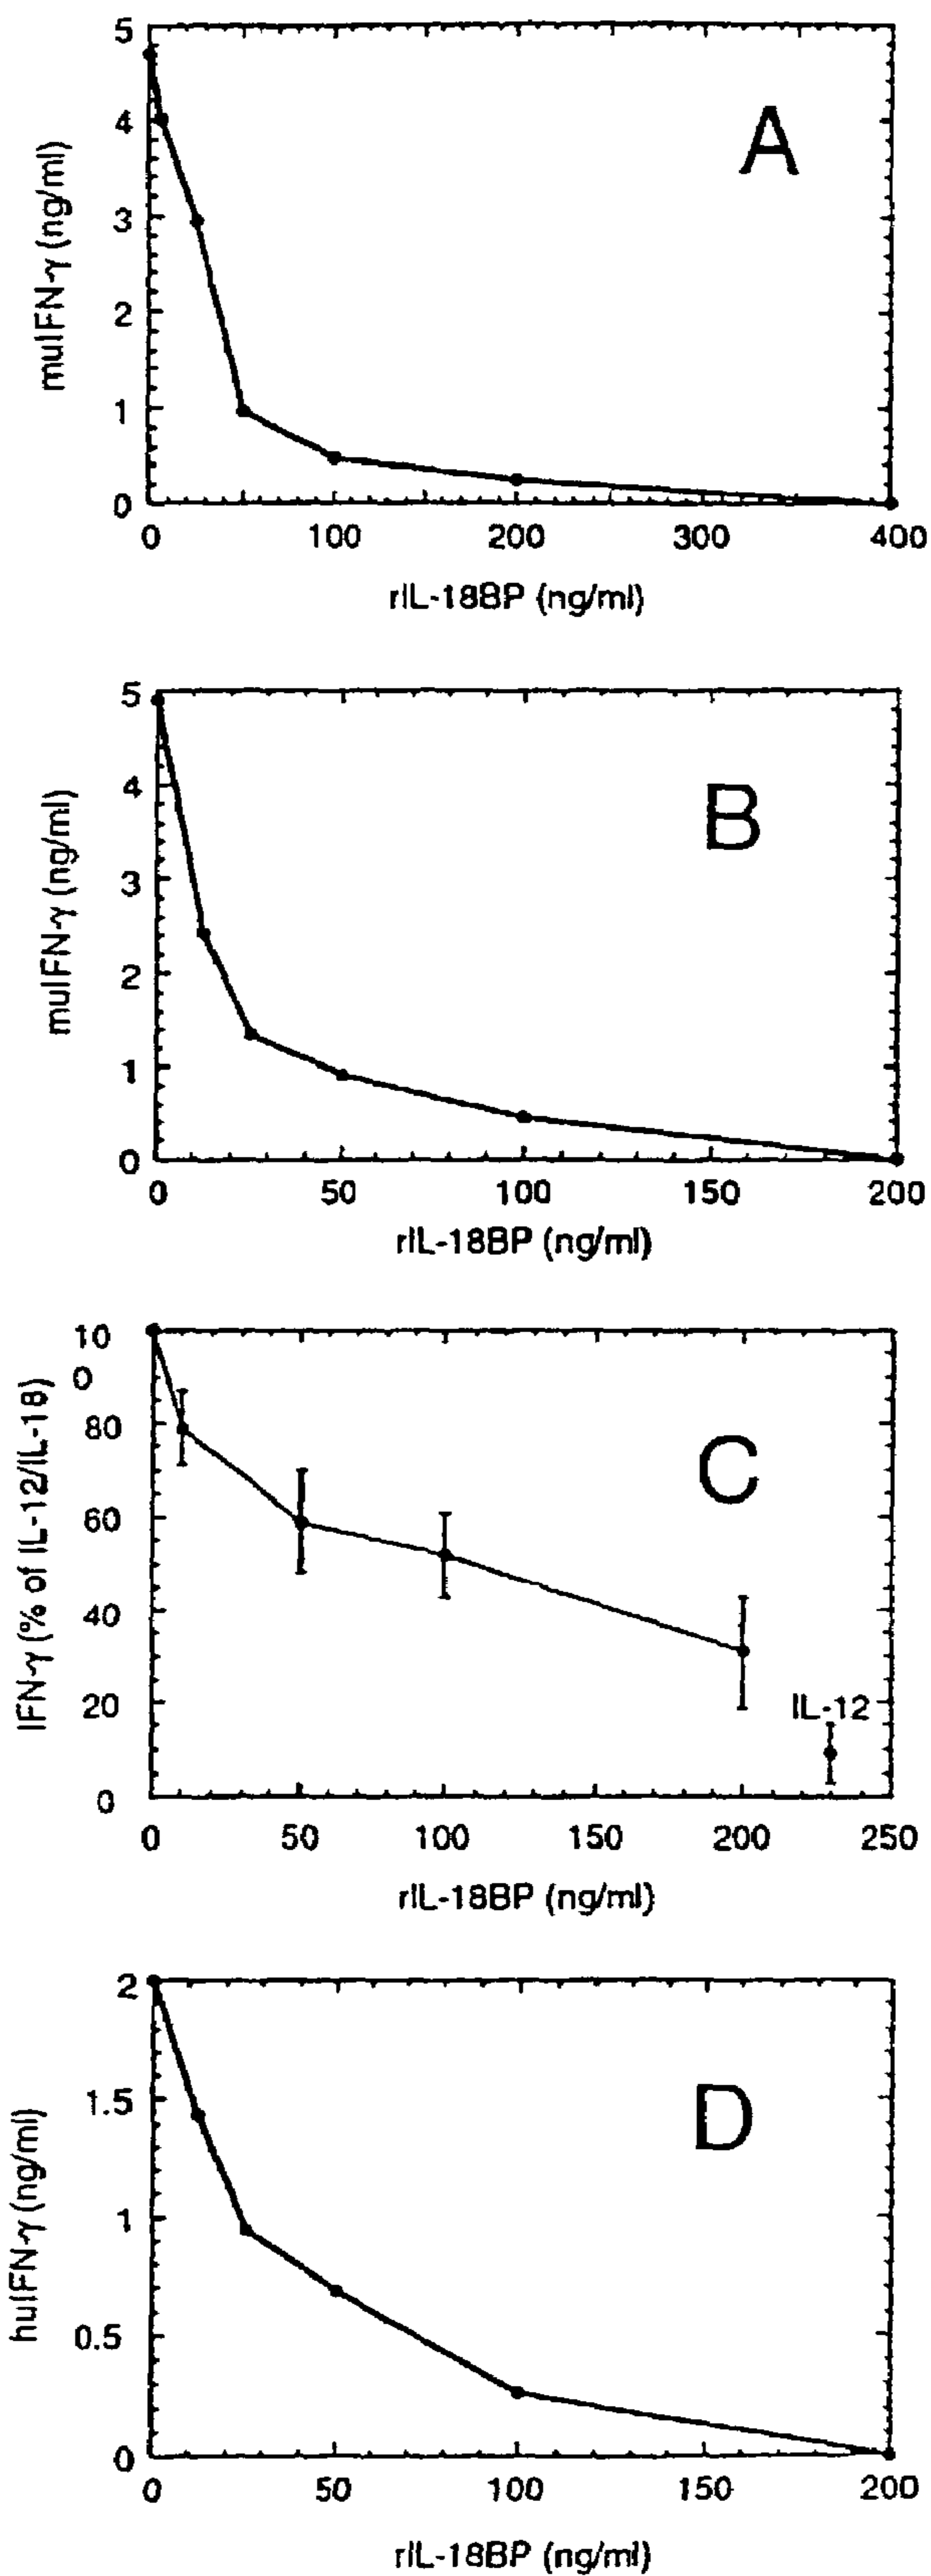 5
4
3
2
1
0
muIFN-γ (ng/ml)
A
0 100 200 300 400
rIL-18BP (ng/ml)
5
4
3
2
1
0
muIFN-γ (ng/ml)
B
0 50 100 150 200
rIL-18BP (ng/ml)
10
0
80
60
40
20
0
IFN-γ (% of IL-12/IL-18)
C
IL-12
0 50 100 150 200 250
rIL-18BP (ng/ml)
2
1.5
1
0.5
0
huIFN-γ (ng/ml)
D
0 50 100 150 200
rIL-18BP (ng/ml)